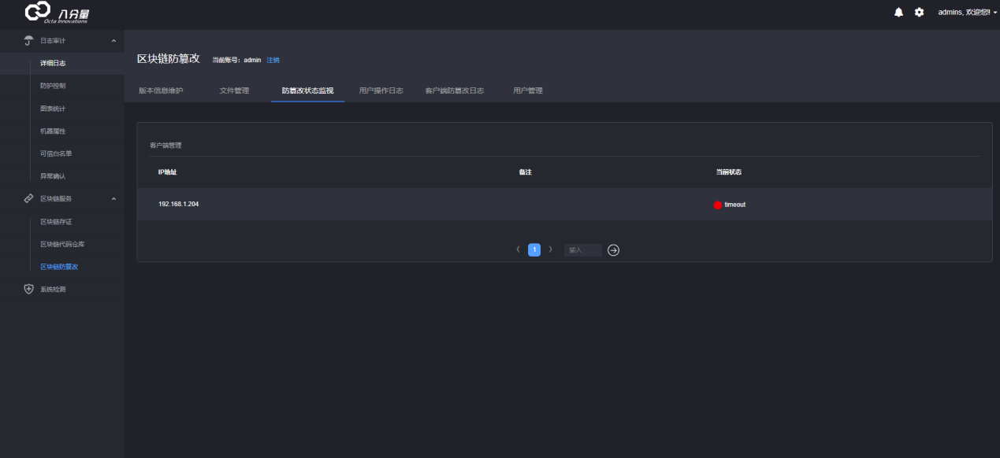 八分量
Octa Innovations
admins, 欢迎您!
日志审计
详细日志
防护控制
图表统计
机器属性
可信白名单
异常确认
区块链服务
区块链存证
区块链代码仓库
区块链防篡改
系统检测
区块链防篡改 当前账号：admin 注销
版本信息维护 文件管理 防篡改状态监视 用户操作日志 客户端防篡改日志 用户管理
客户端管理
IP地址 备注 当前状态
192.168.1.204 timeout
1 输入